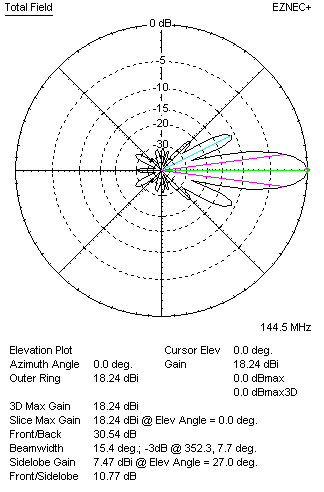 Total Field
EZNEC+
0 dB
-5
-10
-15
-20
-30
144.5 MHz
Elevation Plot
Azimuth Angle 0.0 deg.
Outer Ring 18.24 dBi
Cursor Elev 0.0 deg.
Gain 18.24 dBi
0.0 dBmax
0.0 dBmax3D
3D Max Gain 18.24 dBi
Slice Max Gain 18.24 dBi @ Elev Angle = 0.0 deg.
Front/Back 30.54 dB
Beamwidth 15.4 deg.; -3dB @ 352.3, 7.7 deg.
Sidelobe Gain 7.47 dBi @ Elev Angle = 27.0 deg.
Front/Sidelobe 10.77 dB